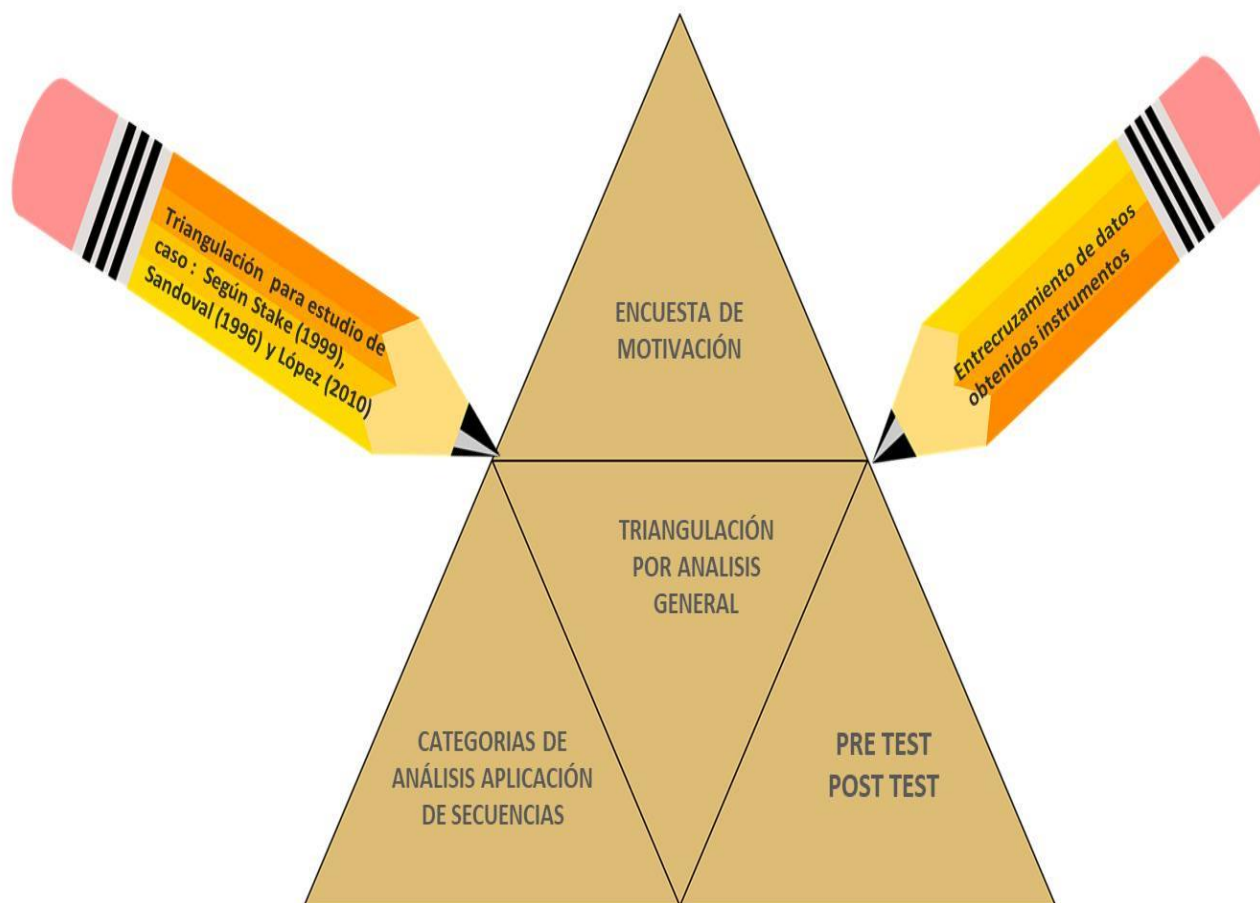 Triangulación para estudio de
caso : Según Stake (1999),
Sandoval (1996) y López (2010)
Entrecruzamiento de datos
obtenidos instrumentos
ENCUESTA DE
MOTIVACIÓN
TRIANGULACIÓN
POR ANALISIS
GENERAL
CATEGORIAS DE
ANÁLISIS APLICACIÓN
DE SECUENCIAS
PRE TEST
POST TEST